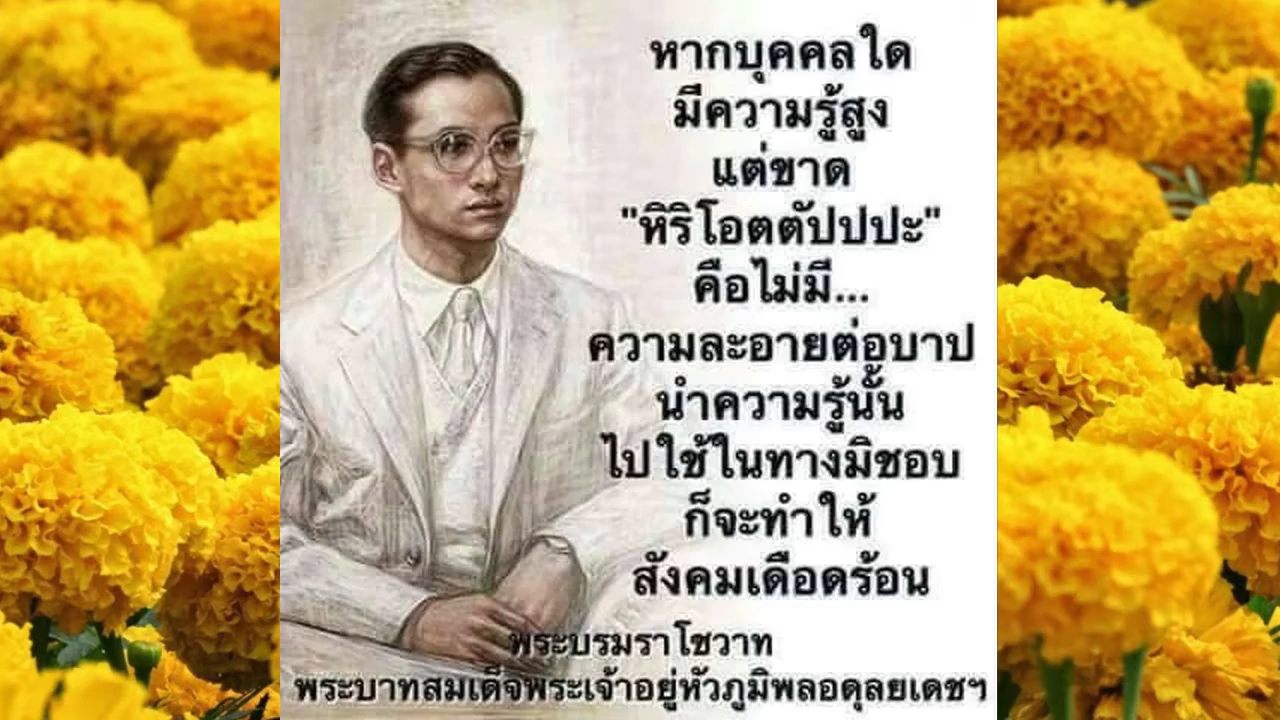 หากบุคคลใด
มีความรู้สูง
แต่ขาด
"หิริโอตตัปปปะ"
คือไม่มี...
ความละอายต่อบาป
นำความรู้นั้น
ไปใช้ในทางมิชอบ
ก็จะทำให้
สังคมเดือดร้อน
พระบรมราโชวาท
พระบาทสมเด็จพระเจ้าอยู่หัวภูมิพลอดุลยเดชฯ